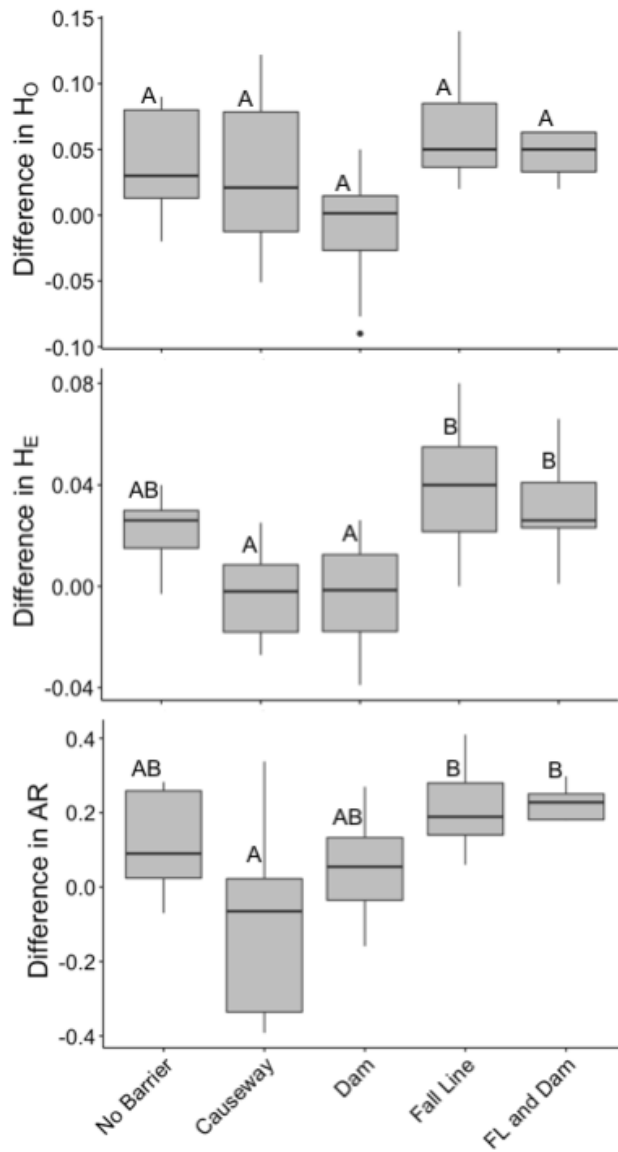 0.15
0.10
0.05
0.00
-0.05
-0.10
Difference in HO
A A A A A
0.08
0.04
0.00
-0.04
Difference in HE
AB A A B B
0.4
0.2
0.0
-0.2
-0.4
Difference in AR
AB A AB B B
No Barrier
Causeway
Dam
Fall Line
FL and Dam